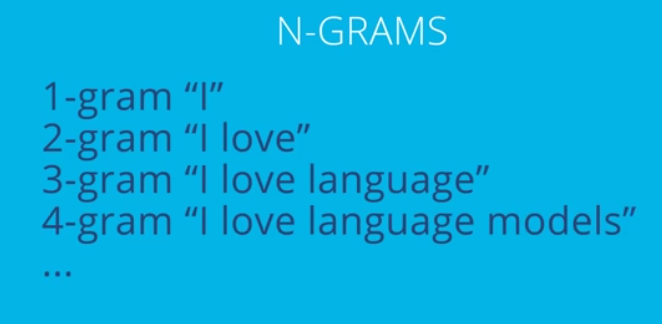 N-GRAMS
1-gram “I”
2-gram “I love”
3-gram “I love language”
4-gram “I love language models”
...